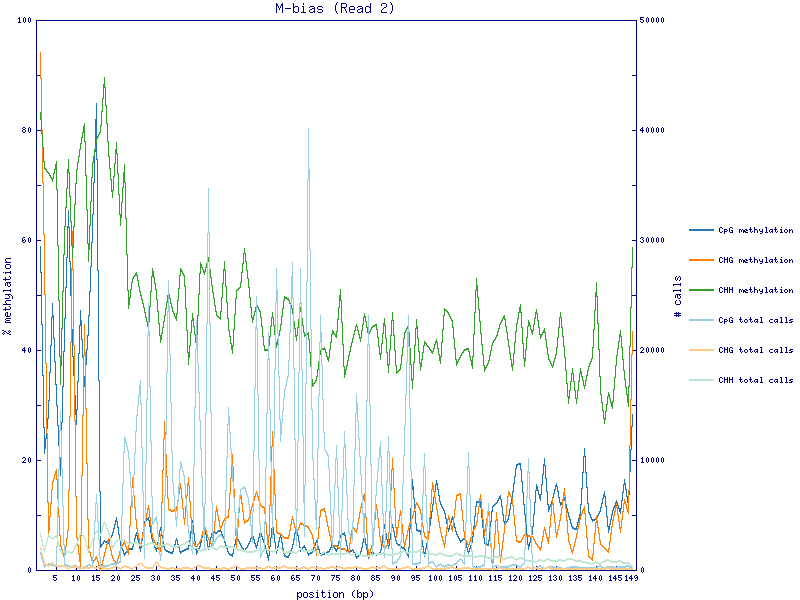 M-bias (Read 2)
100
80
60
40
20
0
% methylation
50000
40000
30000
20000
10000
0
# calls
CpG methylation
CHG methylation
CHH methylation
CpG total calls
CHG total calls
CHH total calls
5 10 15 20 25 30 35 40 45 50 55 60 65 70 75 80 85 90 95 100 105 110 115 120 125 130 135 140 145 149
position (bp)